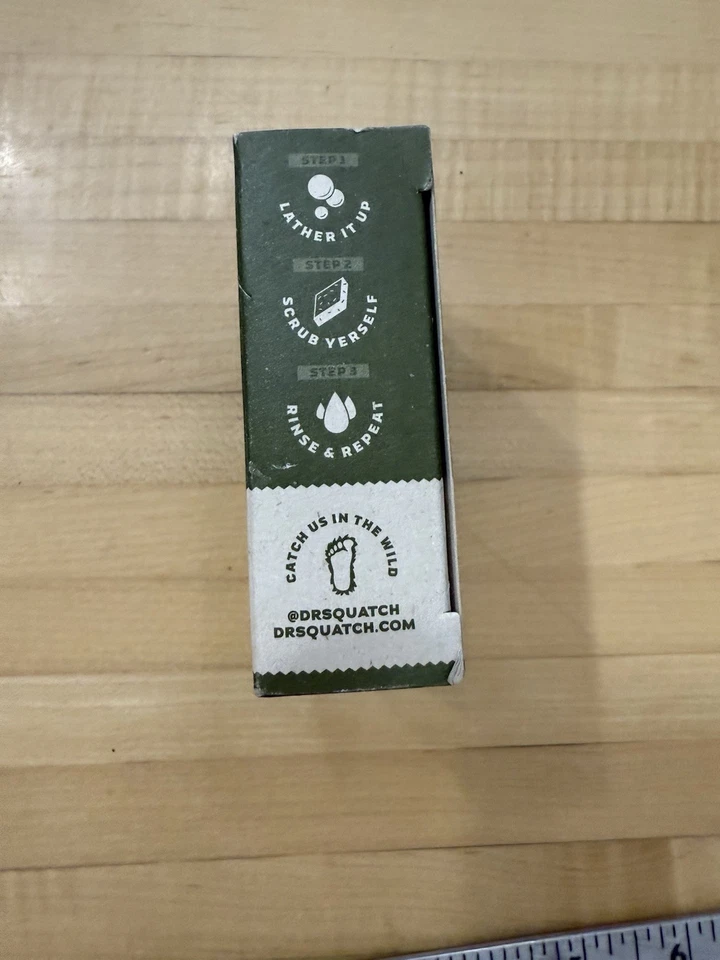 STEP 1
LATHER IT UP
STEP 2
SCRUB YERSELF
STEP 3
RINSE & REPEAT
CATCH US IN THE WILD
@DRSQUATCH
DRSQUATCH.COM
6